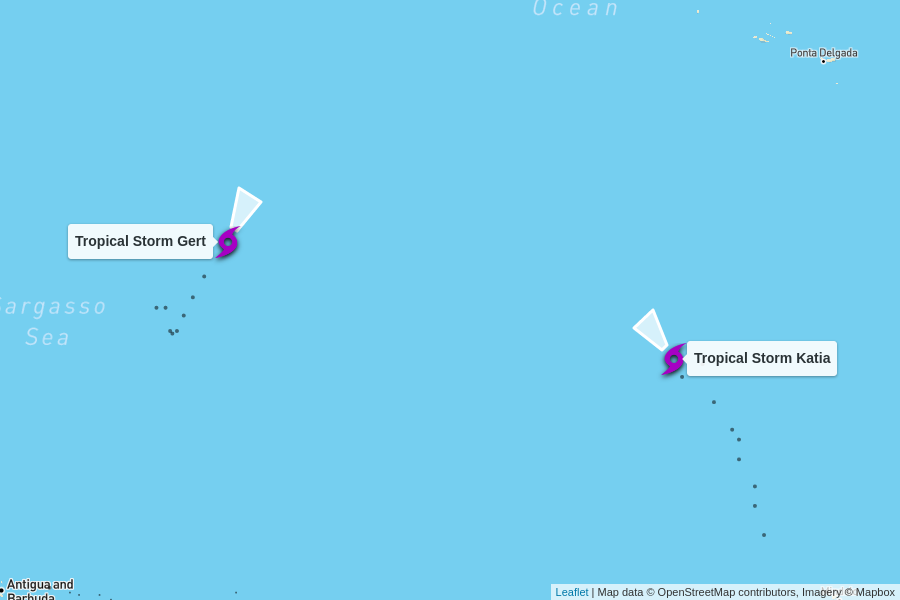 Ocean
Ponta Delgada
Tropical Storm Gert
argasso
Sea
Tropical Storm Katia
Antigua and
Barbuda
Leaflet | Map data © OpenStreetMap contributors, Imagery © Mapbox